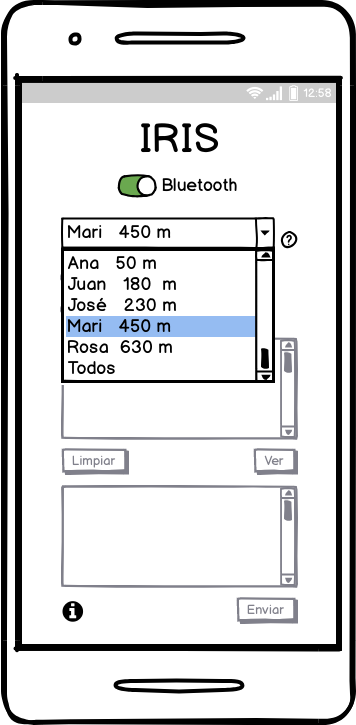 12:58
IRIS
Bluetooth
Mari 450 m
?
Ana 50 m
Juan 180 m
José 230 m
Mari 450 m
Rosa 630 m
Todos
Limpiar Ver
i Enviar